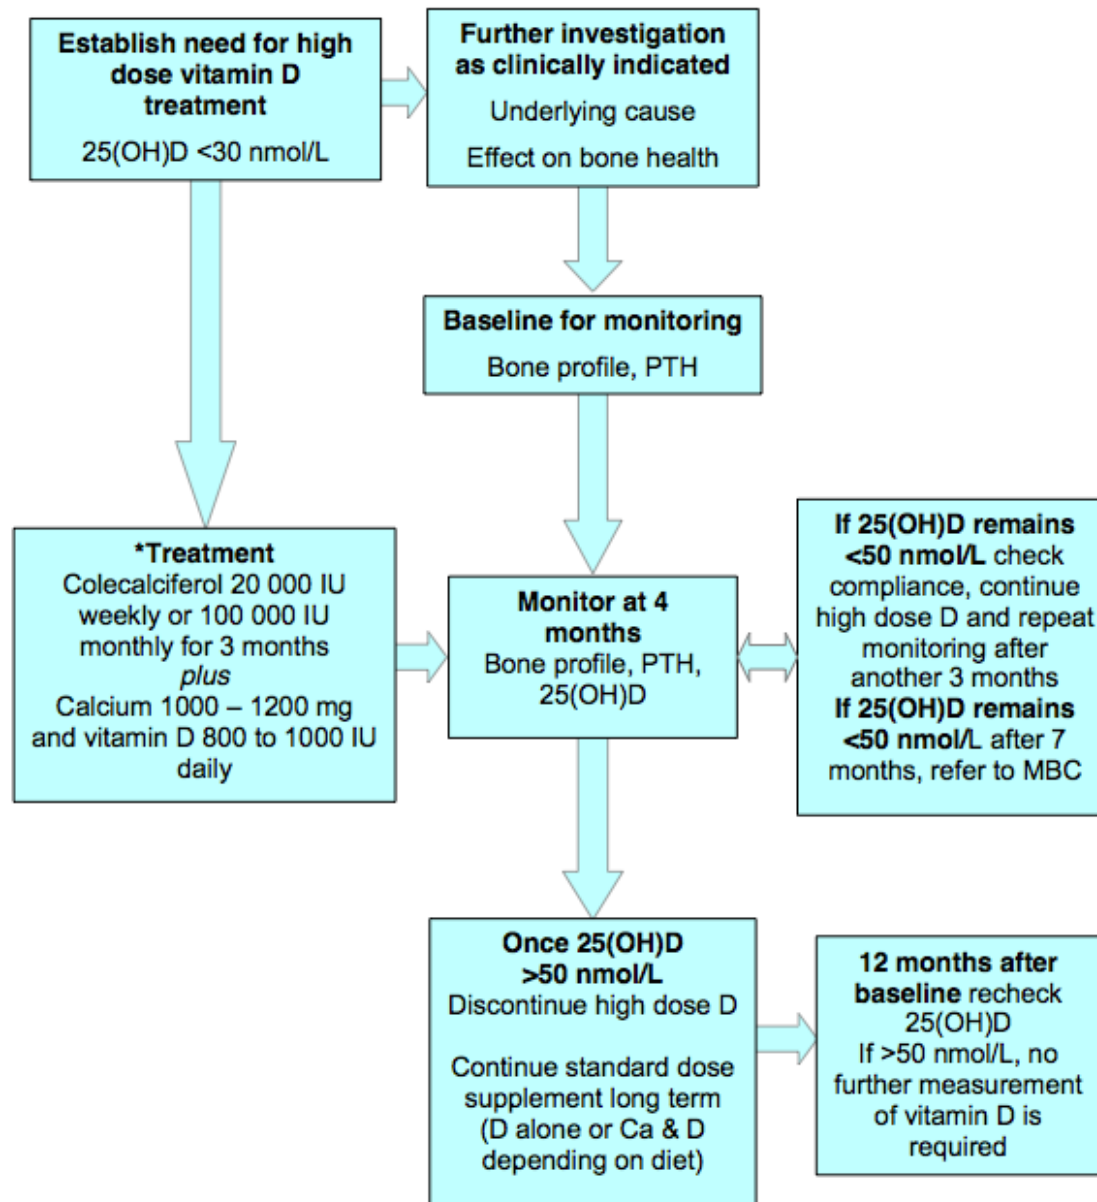 Establish need for high
dose vitamin D
treatment
25(OH)D <30 nmol/L
Further investigation
as clinically indicated
Underlying cause
Effect on bone health
Baseline for monitoring
Bone profile, PTH
*Treatment
Colecalciferol 20 000 IU
weekly or 100 000 IU
monthly for 3 months
plus
Calcium 1000 – 1200 mg
and vitamin D 800 to 1000 IU
daily
Monitor at 4
months
Bone profile, PTH,
25(OH)D
If 25(OH)D remains
<50 nmol/L check
compliance, continue
high dose D and repeat
monitoring after
another 3 months
If 25(OH)D remains
<50 nmol/L after 7
months, refer to MBC
Once 25(OH)D
>50 nmol/L
Discontinue high dose D
Continue standard dose
supplement long term
(D alone or Ca & D
depending on diet)
12 months after
baseline recheck
25(OH)D
If >50 nmol/L, no
further measurement
of vitamin D is
required